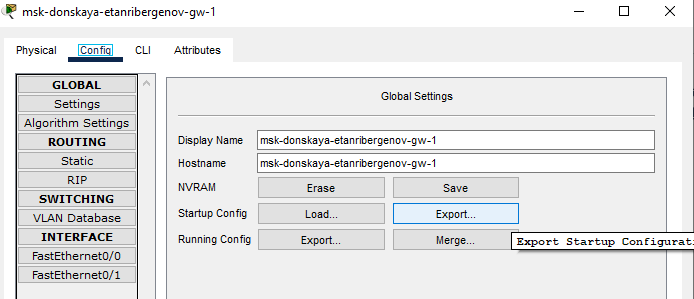 msk-donskaya-etanribergenov-gw-1
Physical Config CLI Attributes
GLOBAL
Settings
Algorithm Settings
ROUTING
Static
RIP
SWITCHING
VLAN Database
INTERFACE
FastEthernet0/0
FastEthernet0/1
Global Settings
Display Name msk-donskaya-etanribergenov-gw-1
Hostname msk-donskaya-etanribergenov-gw-1
NVRAM Erase Save
Startup Config Load... Export...
Running Config Export... Merge...
Export Startup Configurati